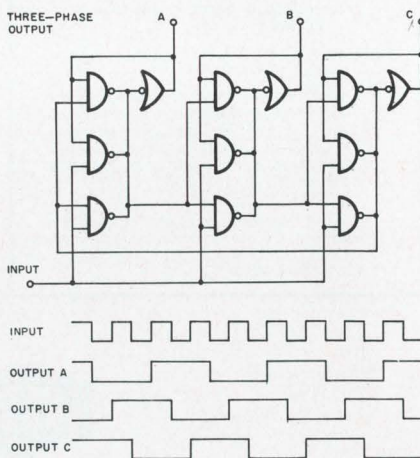 THREE—PHASE
OUTPUT
A
B
C
INPUT
INPUT
OUTPUT A
OUTPUT B
OUTPUT C